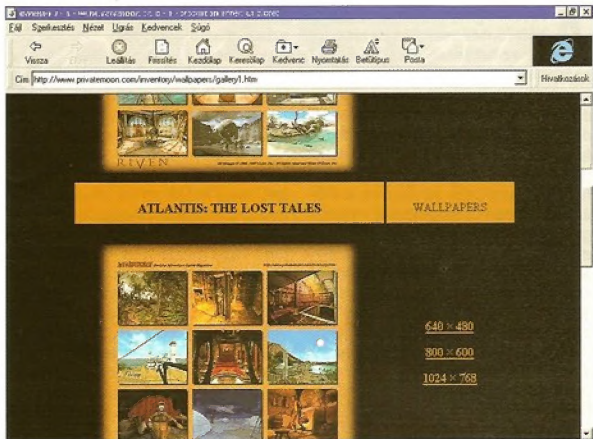 Fájl Szerkesztés Nézet Ugrás Kedvencek Súgó
Vissza Leállítás Frissítés Kezdőlap Keresőlap Kedvenc Nyomtatás Betűtípus Posta
Cím http://www.privatemoon.com/inventory/wallpapers/gallery1.htm Hivatkozások
RIVEN
ATLANTIS: THE LOST TALES WALLPAPERS
640 × 480
800 × 600
1024 × 768